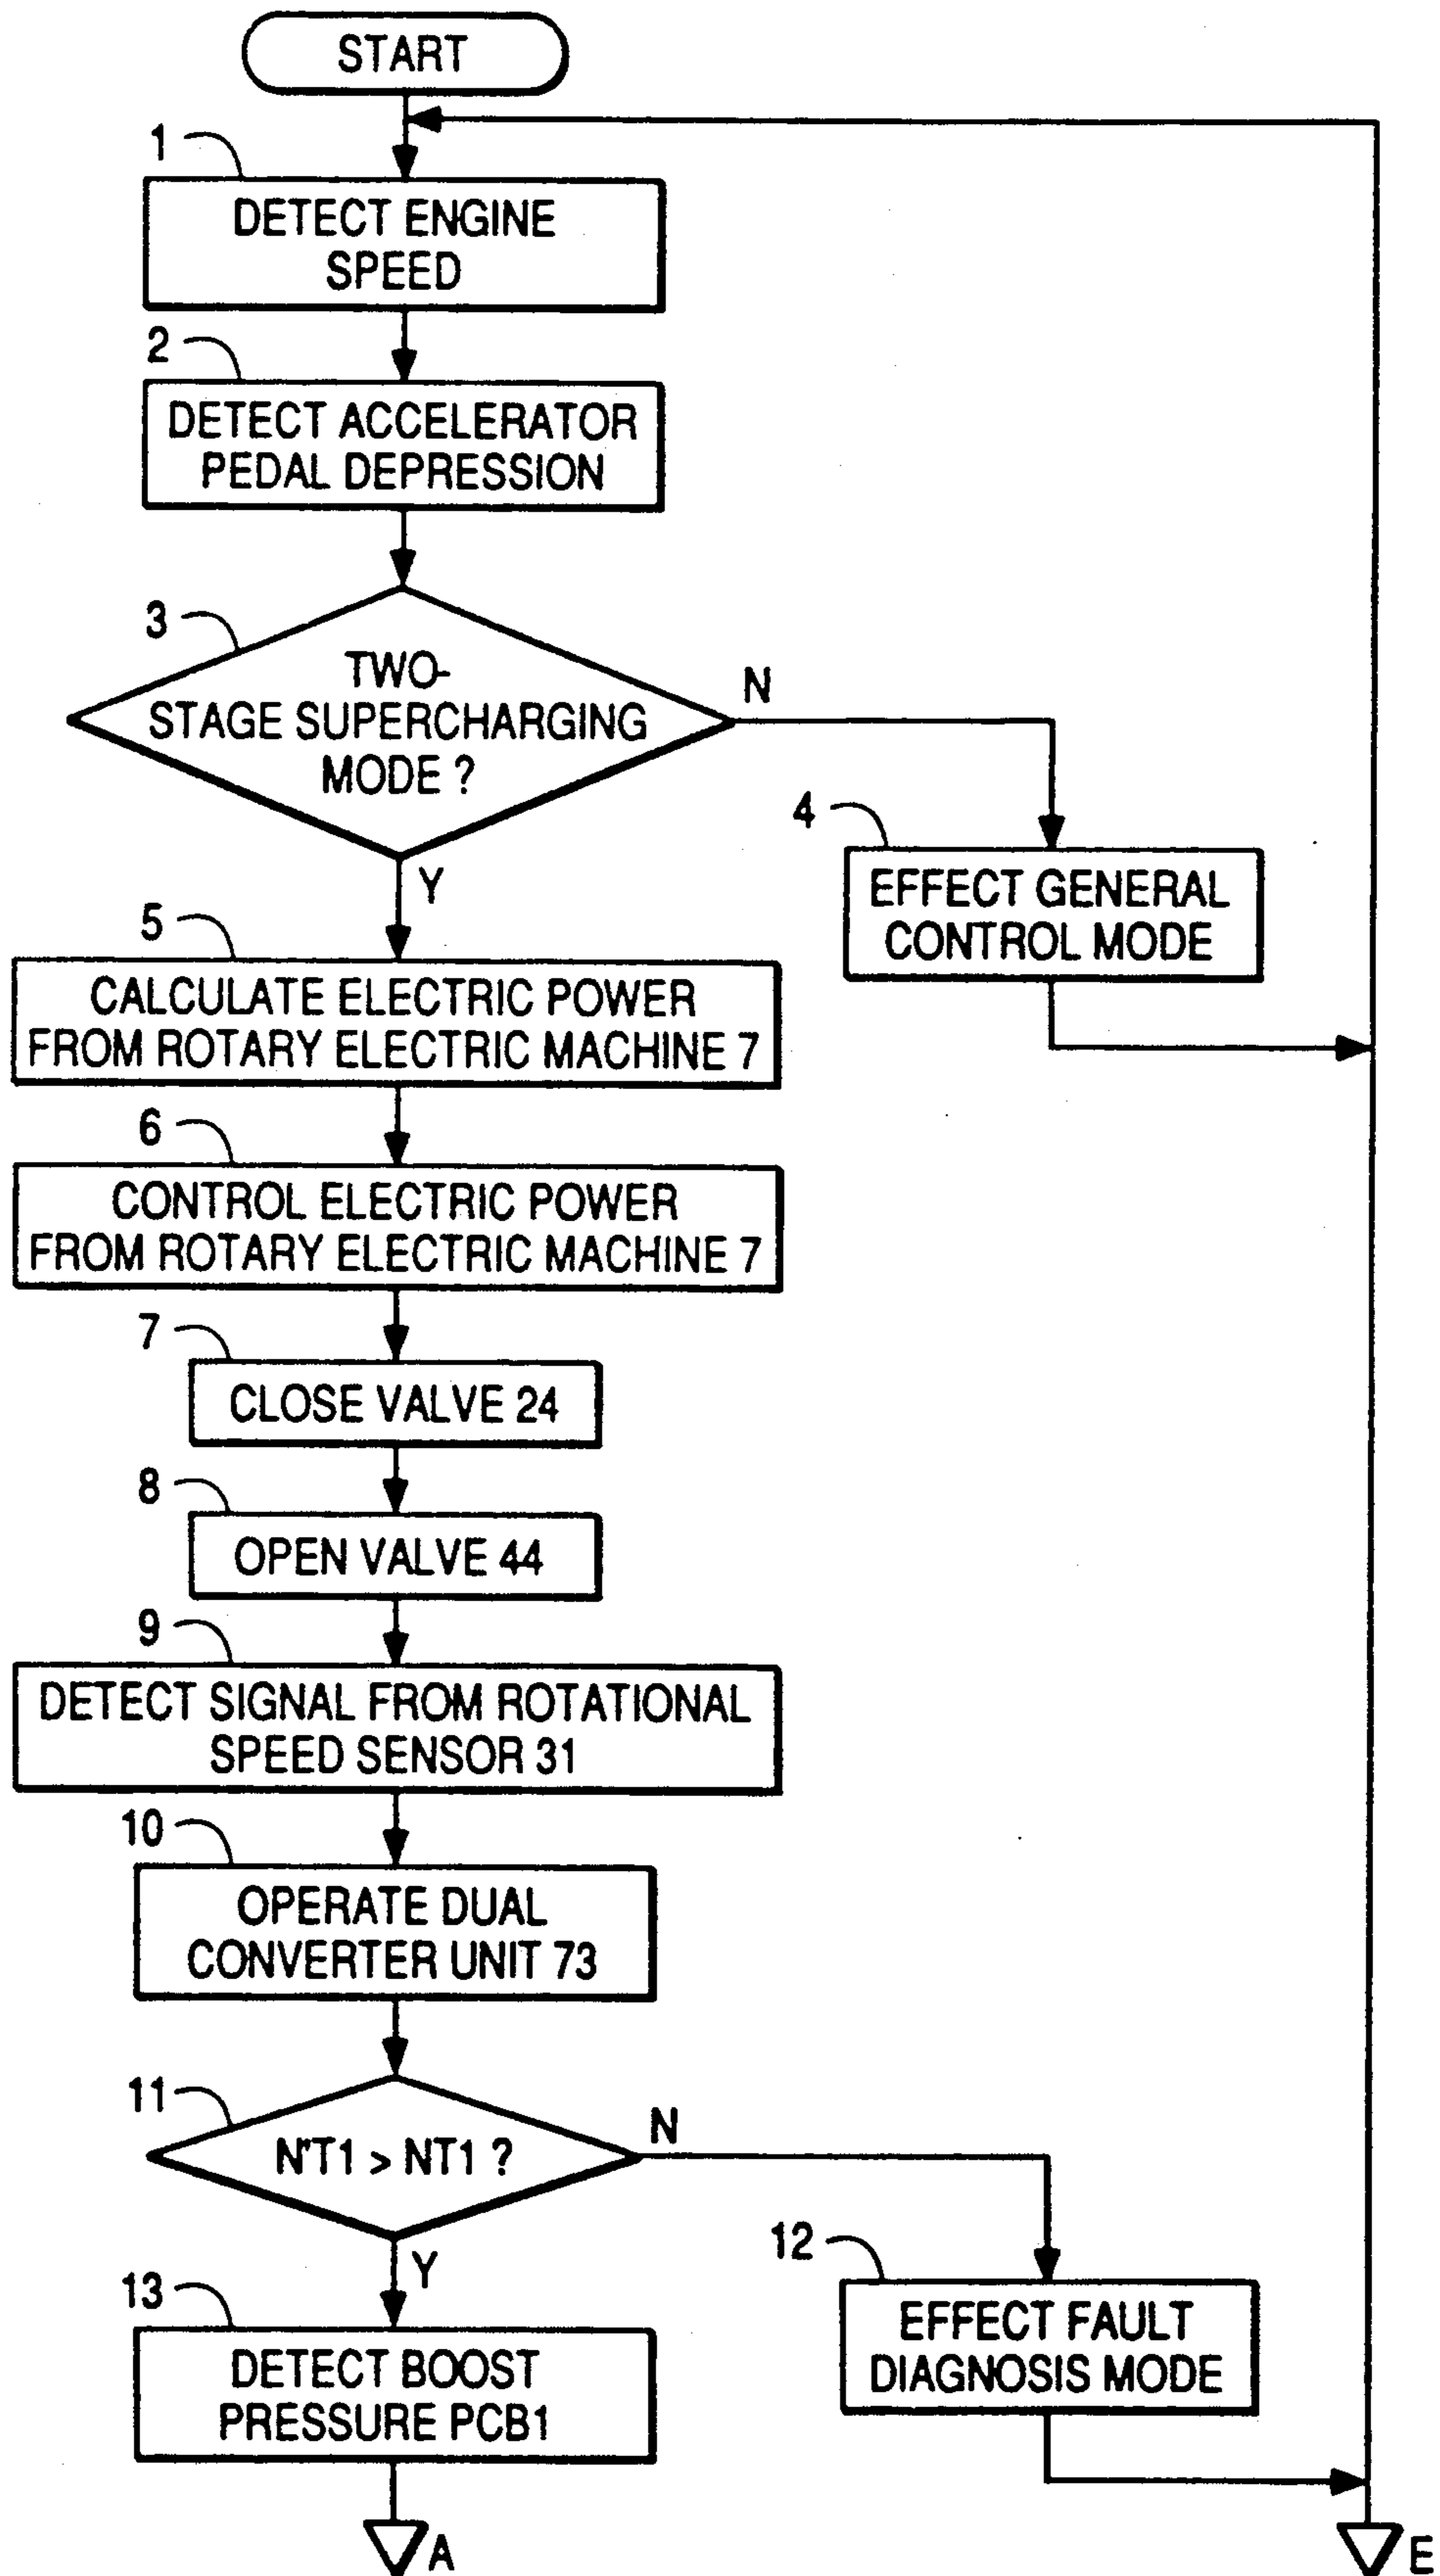 START
1
DETECT ENGINE
SPEED
2
DETECT ACCELERATOR
PEDAL DEPRESSION
3
TWO-
STAGE SUPERCHARGING
MODE ?
N
Y
4
EFFECT GENERAL
CONTROL MODE
5
CALCULATE ELECTRIC POWER
FROM ROTARY ELECTRIC MACHINE 7
6
CONTROL ELECTRIC POWER
FROM ROTARY ELECTRIC MACHINE 7
7
CLOSE VALVE 24
8
OPEN VALVE 44
9
DETECT SIGNAL FROM ROTATIONAL
SPEED SENSOR 31
10
OPERATE DUAL
CONVERTER UNIT 73
11
N'T1 > NT1 ?
N
Y
12
EFFECT FAULT
DIAGNOSIS MODE
13
DETECT BOOST
PRESSURE PCB1
A
E